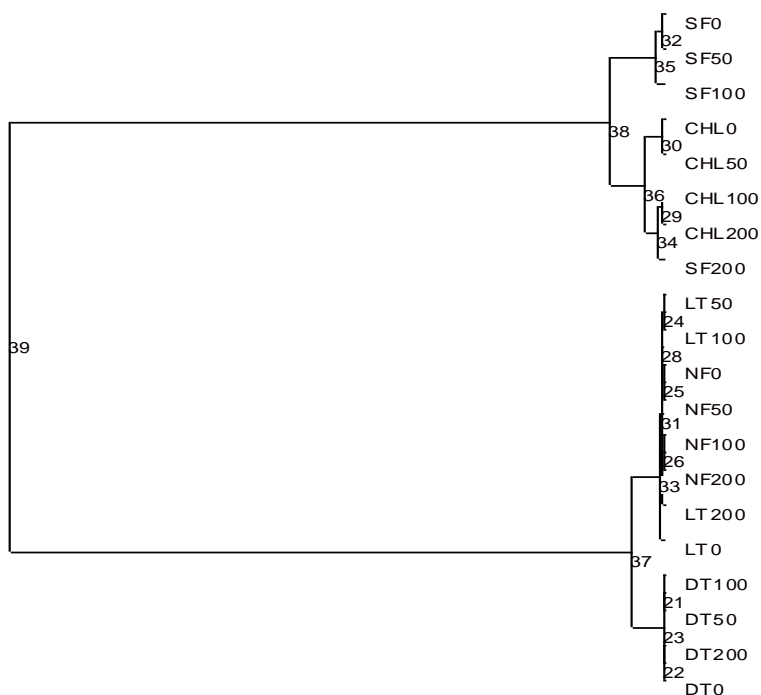 SF0
32
SF50
35
SF100
CHL0
38
30
CHL50
36
CHL100
29
CHL200
34
SF200
LT50
24
LT100
39
28
NF0
25
NF50
31
NF100
26
NF200
33
LT200
LT0
37
DT100
21
DT50
23
DT200
22
DT0